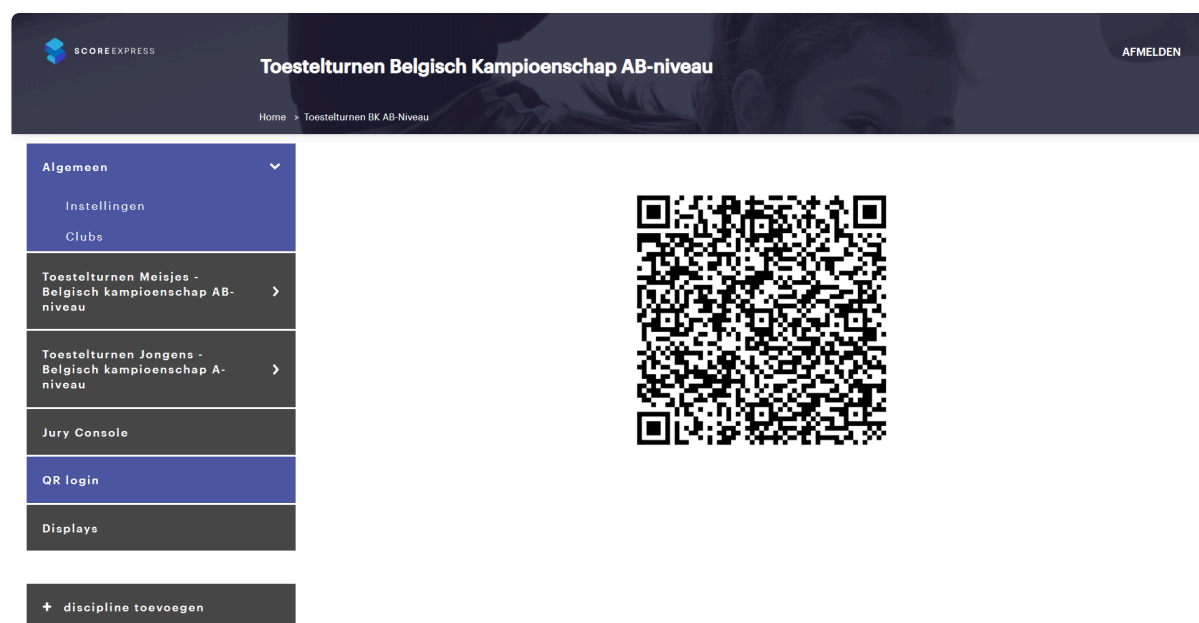 SCOREEXPRESS
AFMELDEN
Toestelturnen Belgisch Kampioenschap AB-niveau
Home > Toestelturnen BK AB-Niveau
Algemeen
Instellingen
Clubs
Toestelturnen Meisjes -
Belgisch kampioenschap AB-
niveau
Toestelturnen Jongens -
Belgisch kampioenschap A-
niveau
Jury Console
QR login
Displays
+ discipline toevoegen